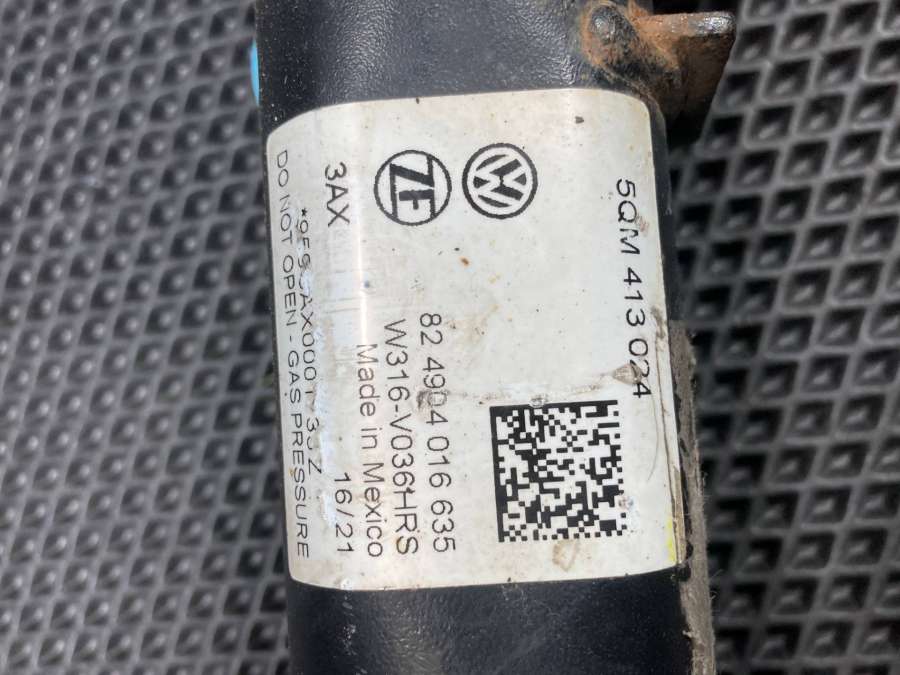 5QM 413 024
ZF
82 4904 016 635
W316-V036HRS
Made in Mexico
3AX
16/21
DO NOT OPEN - GAS PRESSURE